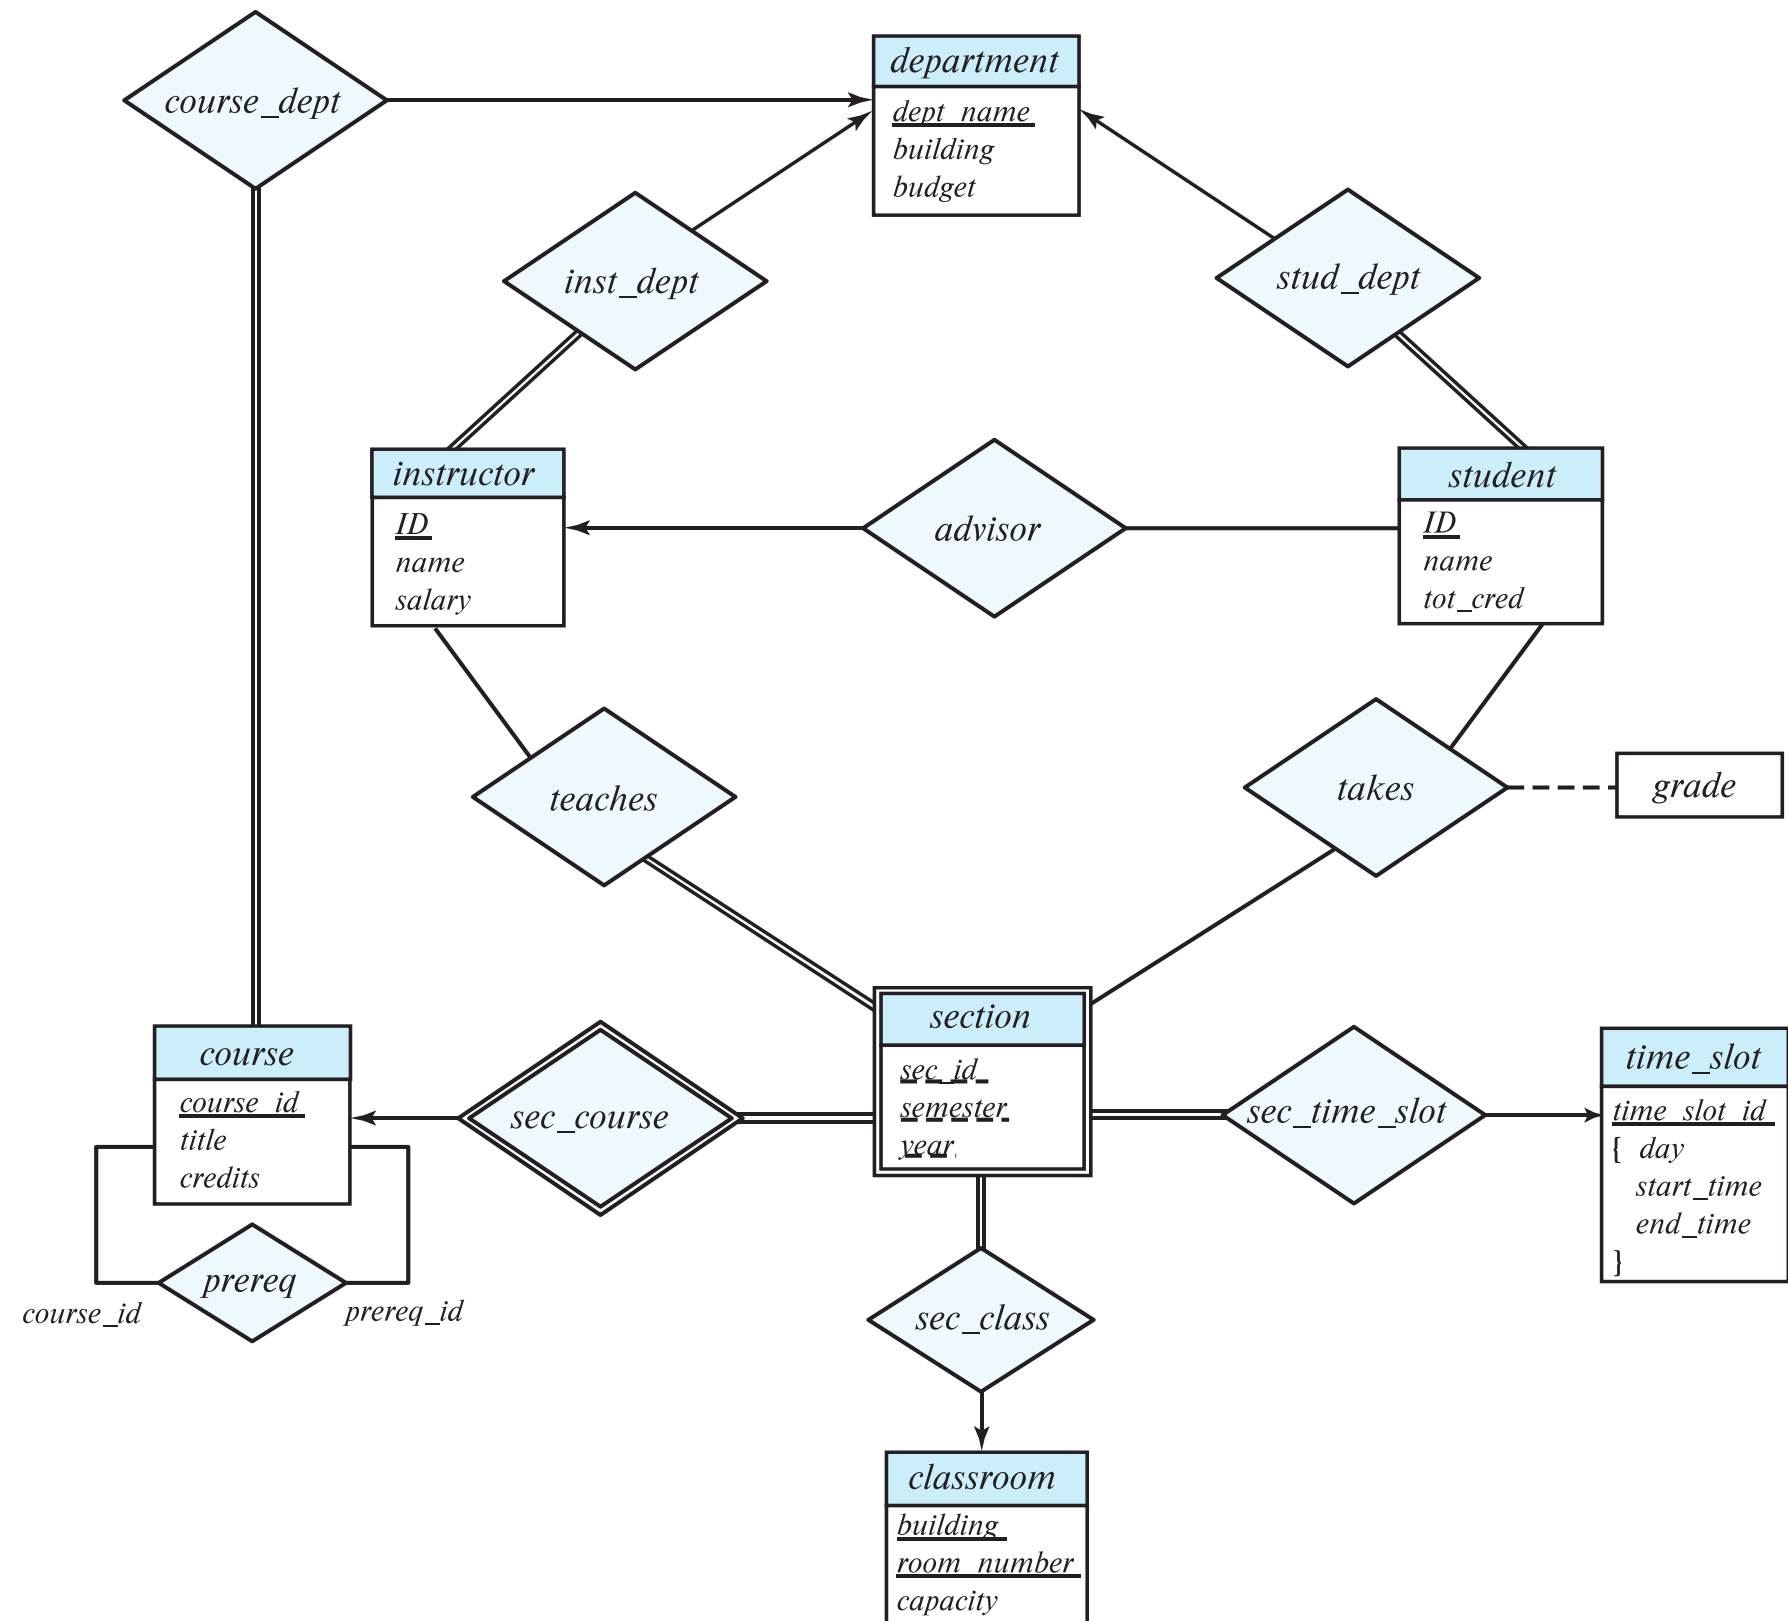 course_dept
department
dept_name
building
budget
inst_dept
stud_dept
instructor
ID
name
salary
advisor
student
ID
name
tot_cred
teaches
takes
grade
course
course_id
title
credits
sec_course
section
sec_id
semester
year
sec_time_slot
time_slot
time_slot_id
{ day
start_time
end_time
}
prereq
course_id
prereq_id
sec_class
classroom
building
room_number
capacity